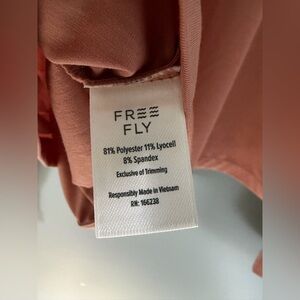 FREE
FLY
81% Polyester 11% Lyocell
8% Spandex
Exclusive of Trimming
Responsibly Made in Vietnam
RN: 166238